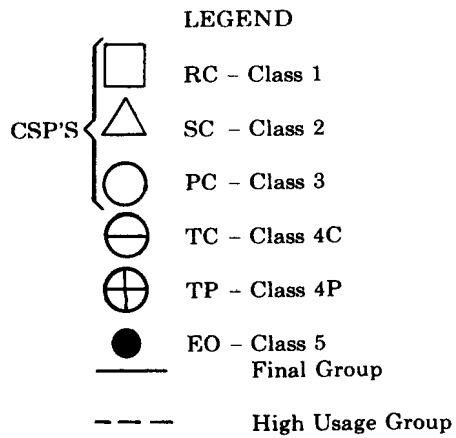 LEGEND
RC – Class 1
CSP'S
SC – Class 2
PC – Class 3
TC – Class 4C
TP – Class 4P
EO – Class 5
Final Group
High Usage Group